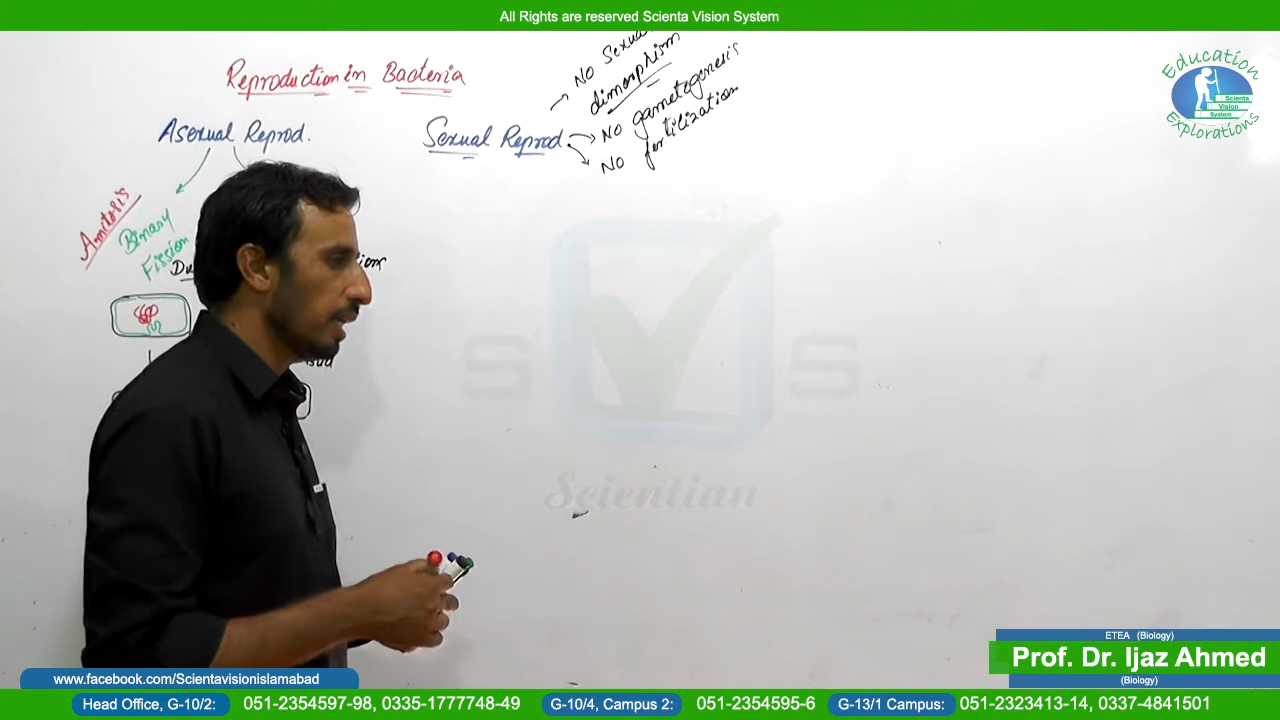 All Rights are reserved Scienta Vision System
Reproduction in Bacteria
Asexual Reprod.
Amitosis
Binary
Fission
Sexual Reprod
No Sexual
dimorphism
No gametogenesis
No fertilization
Education
Scienta
Vision
System
Explorations
S S
Scientian
ETEA (Biology)
Prof. Dr. Ijaz Ahmed
(Biology)
www.facebook.com/Scientavisionislamabad
Head Office, G-10/2: 051-2354597-98, 0335-1777748-49 G-10/4, Campus 2: 051-2354595-6 G-13/1 Campus: 051-2323413-14, 0337-4841501